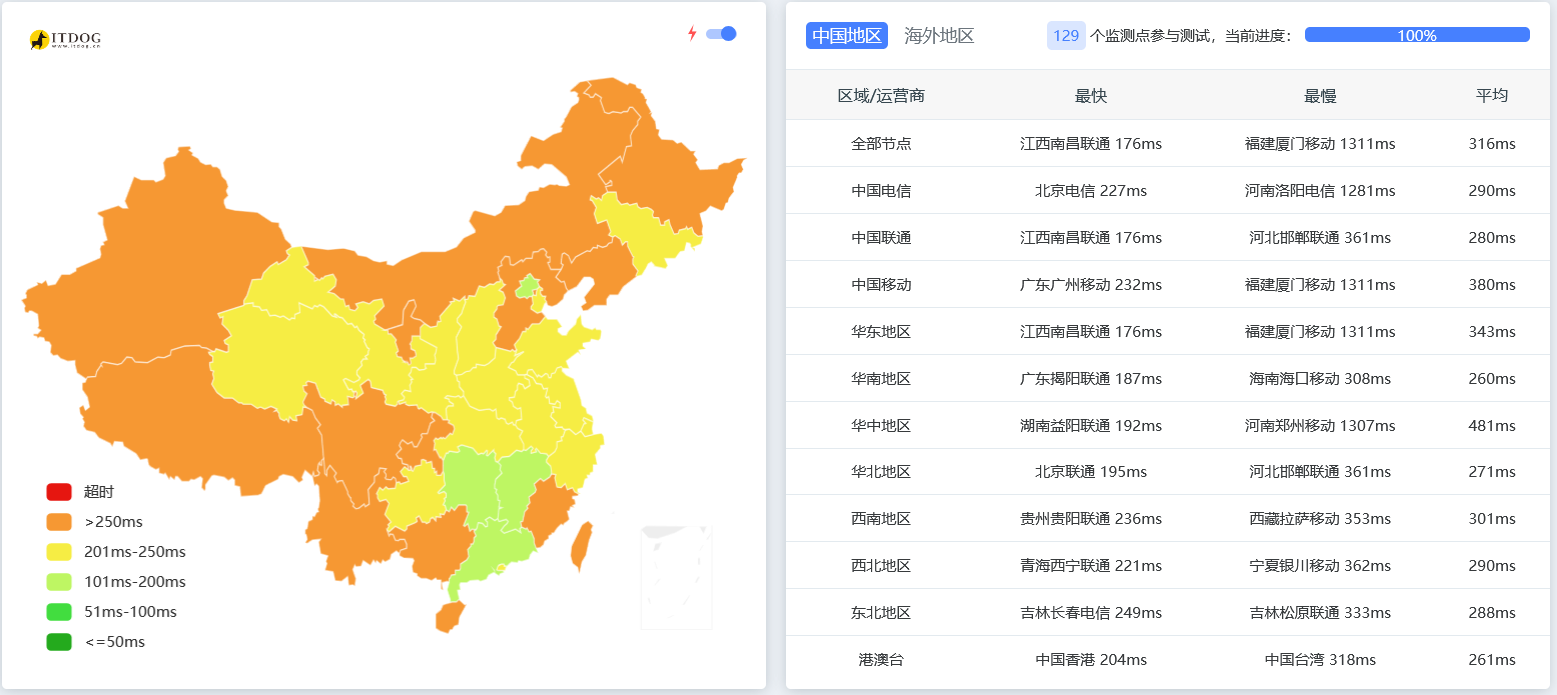 ITDOG
www.itdog.cn
超时
>250ms
201ms-250ms
101ms-200ms
51ms-100ms
<=50ms
中国地区 海外地区 129 个监测点参与测试，当前进度： 100%
区域/运营商 最快 最慢 平均
全部节点 江西南昌联通 176ms 福建厦门移动 1311ms 316ms
中国电信 北京电信 227ms 河南洛阳电信 1281ms 290ms
中国联通 江西南昌联通 176ms 河北邯郸联通 361ms 280ms
中国移动 广东广州移动 232ms 福建厦门移动 1311ms 380ms
华东地区 江西南昌联通 176ms 福建厦门移动 1311ms 343ms
华南地区 广东揭阳联通 187ms 海南海口移动 308ms 260ms
华中地区 湖南益阳联通 192ms 河南郑州移动 1307ms 481ms
华北地区 北京联通 195ms 河北邯郸联通 361ms 271ms
西南地区 贵州贵阳联通 236ms 西藏拉萨移动 353ms 301ms
西北地区 青海西宁联通 221ms 宁夏银川移动 362ms 290ms
东北地区 吉林长春电信 249ms 吉林松原联通 333ms 288ms
港澳台 中国香港 204ms 中国台湾 318ms 261ms